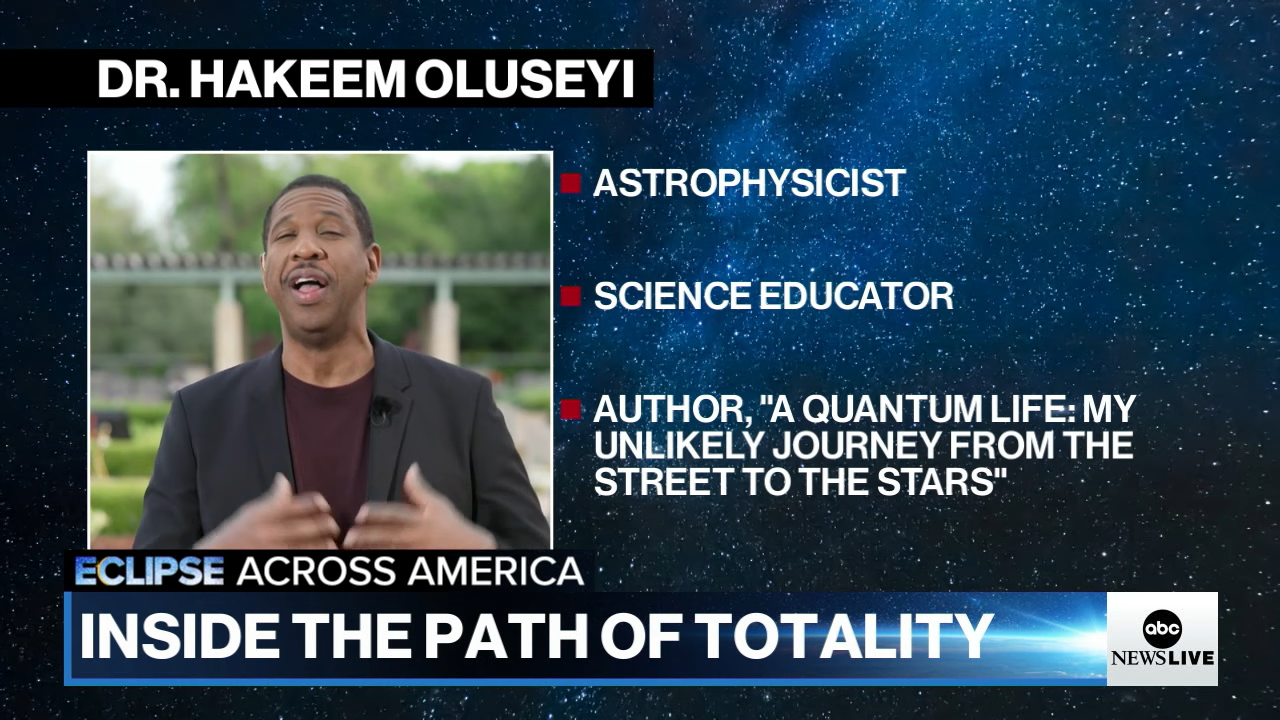 DR. HAKEEM OLUSEYI
ASTROPHYSICIST
SCIENCE EDUCATOR
AUTHOR, "A QUANTUM LIFE: MY
UNLIKELY JOURNEY FROM THE
STREET TO THE STARS"
ECLIPSE ACROSS AMERICA
INSIDE THE PATH OF TOTALITY
abc
NEWS LIVE